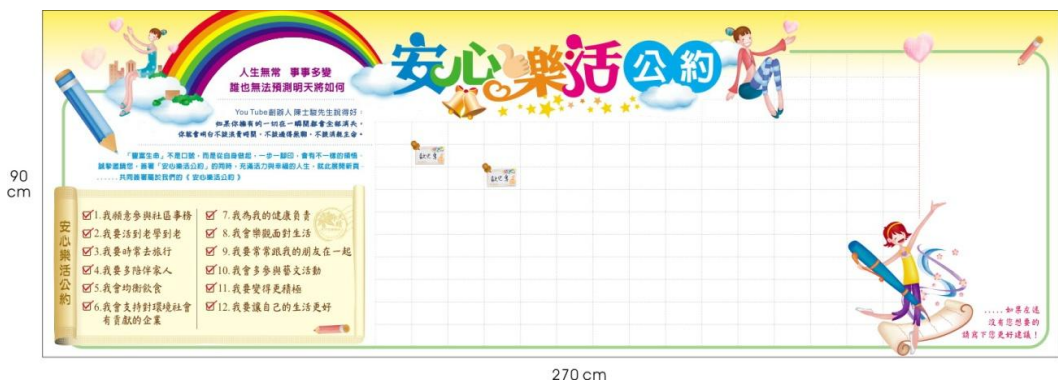 安心樂活公約
人生無常 事事多變
誰也無法預測明天將如何
YouTube創辦人陳士駿先生說得好，
如果你擁有的一切在一瞬間都會全部消失，
你就會明白不該浪費時間，不該過得無聊，不該消耗生命。
「豐富生命」不是口號，而是從自身做起，一步一腳印，會有不一樣的領悟。
誠摯邀請您，簽署「安心樂活公約」的同時，充滿活力與幸福的人生，就此展開新頁
......共同簽署屬於我們的《安心樂活公約》
安心樂活公約
1.我願意參與社區事務
2.我要活到老學到老
3.我要時常去旅行
4.我要多陪伴家人
5.我會均衡飲食
6.我會支持對環境社會
有貢獻的企業
7.我為我的健康負責
8.我會樂觀面對生活
9.我要常常跟我的朋友在一起
10.我會多參與藝文活動
11.我要變得更積極
12.我要讓自己的生活更好
.....如果在這
沒有您想要的
請寫下您更好建議！
90
cm
270 cm